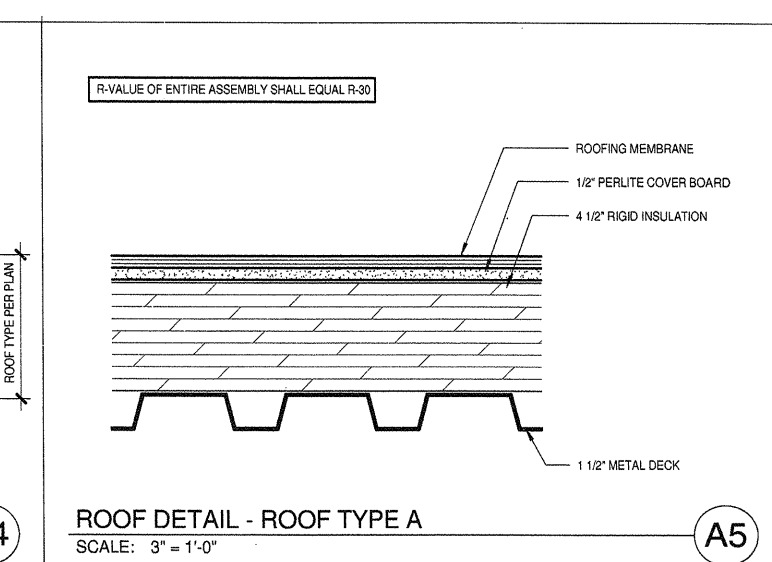 R-VALUE OF ENTIRE ASSEMBLY SHALL EQUAL R-30
ROOFING MEMBRANE
1/2" PERLITE COVER BOARD
4 1/2" RIGID INSULATION
ROOF TYPE PER PLAN
1 1/2" METAL DECK
4
ROOF DETAIL - ROOF TYPE A
A5
SCALE: 3" = 1'-0"